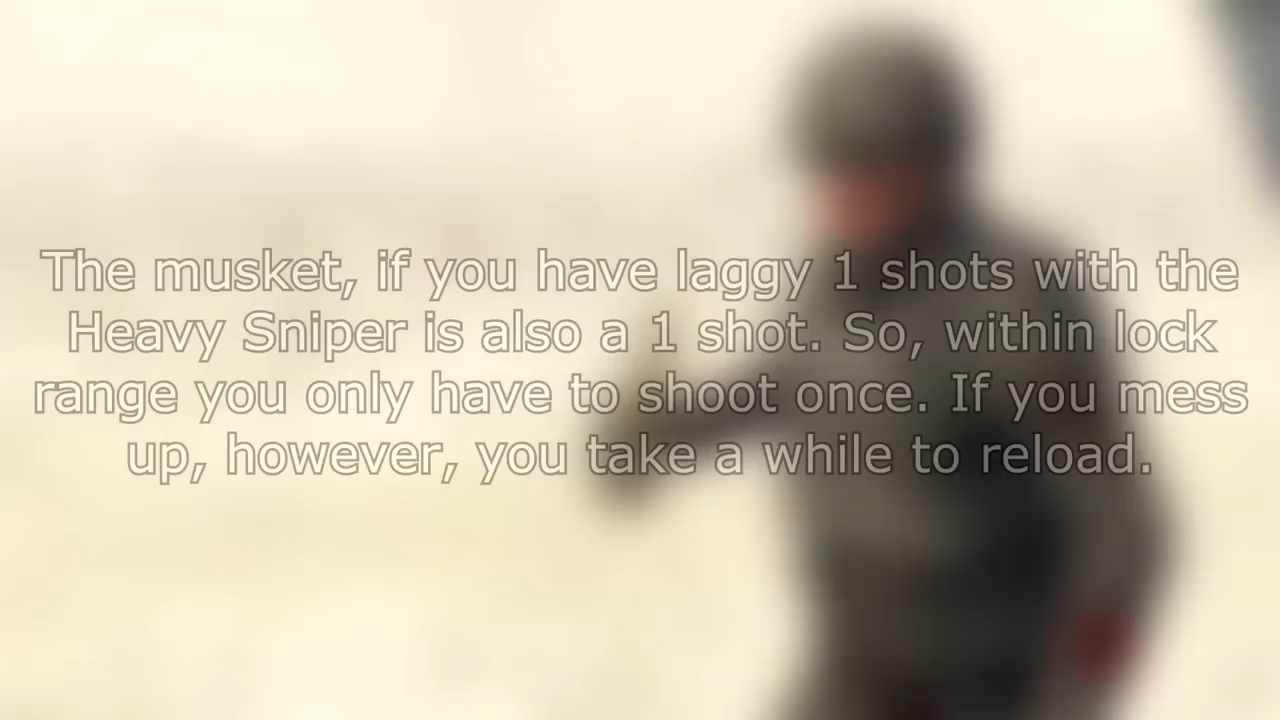 The musket, if you have laggy 1 shots with the
Heavy Sniper is also a 1 shot. So, within lock
range you only have to shoot once. If you mess
up, however, you take a while to reload.